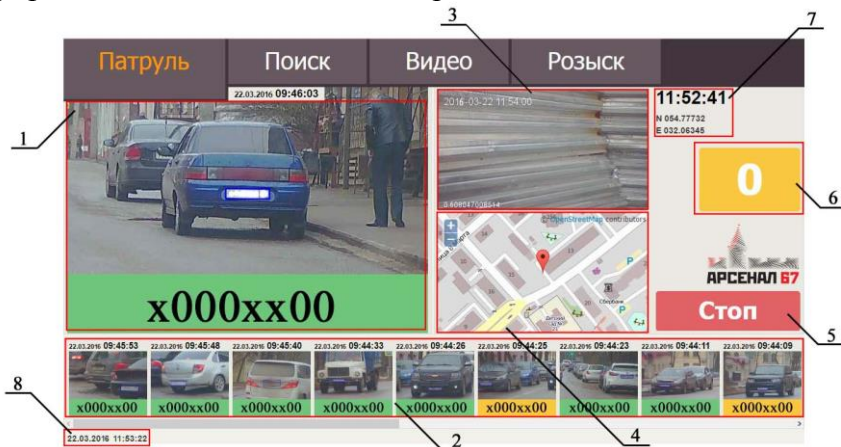 3
7
Патруль
Поиск
Видео
Розыск
22.03.2016 09:46:03
1
2016-03-22 11:54:00
11:52:41
N 054.77732
E 032.06345
0
6
© OpenStreetMap contributors
+
-
P
Сбербанк
P
АРСЕНАЛ 67
x000xx00
Стоп
5
22.03.2016 09:45:53
22.03.2016 09:45:48
22.03.2016 09:45:40
22.03.2016 09:44:33
22.03.2016 09:44:26
22.03.2016 09:44:25
22.03.2016 09:44:23
22.03.2016 09:44:11
22.03.2016 09:44:09
x000xx00
x000xx00
x000xx00
x000xx00
x000xx00
x000xx00
x000xx00
x000xx00
x000xx00
8
22.03.2016 11:53:22
2
4